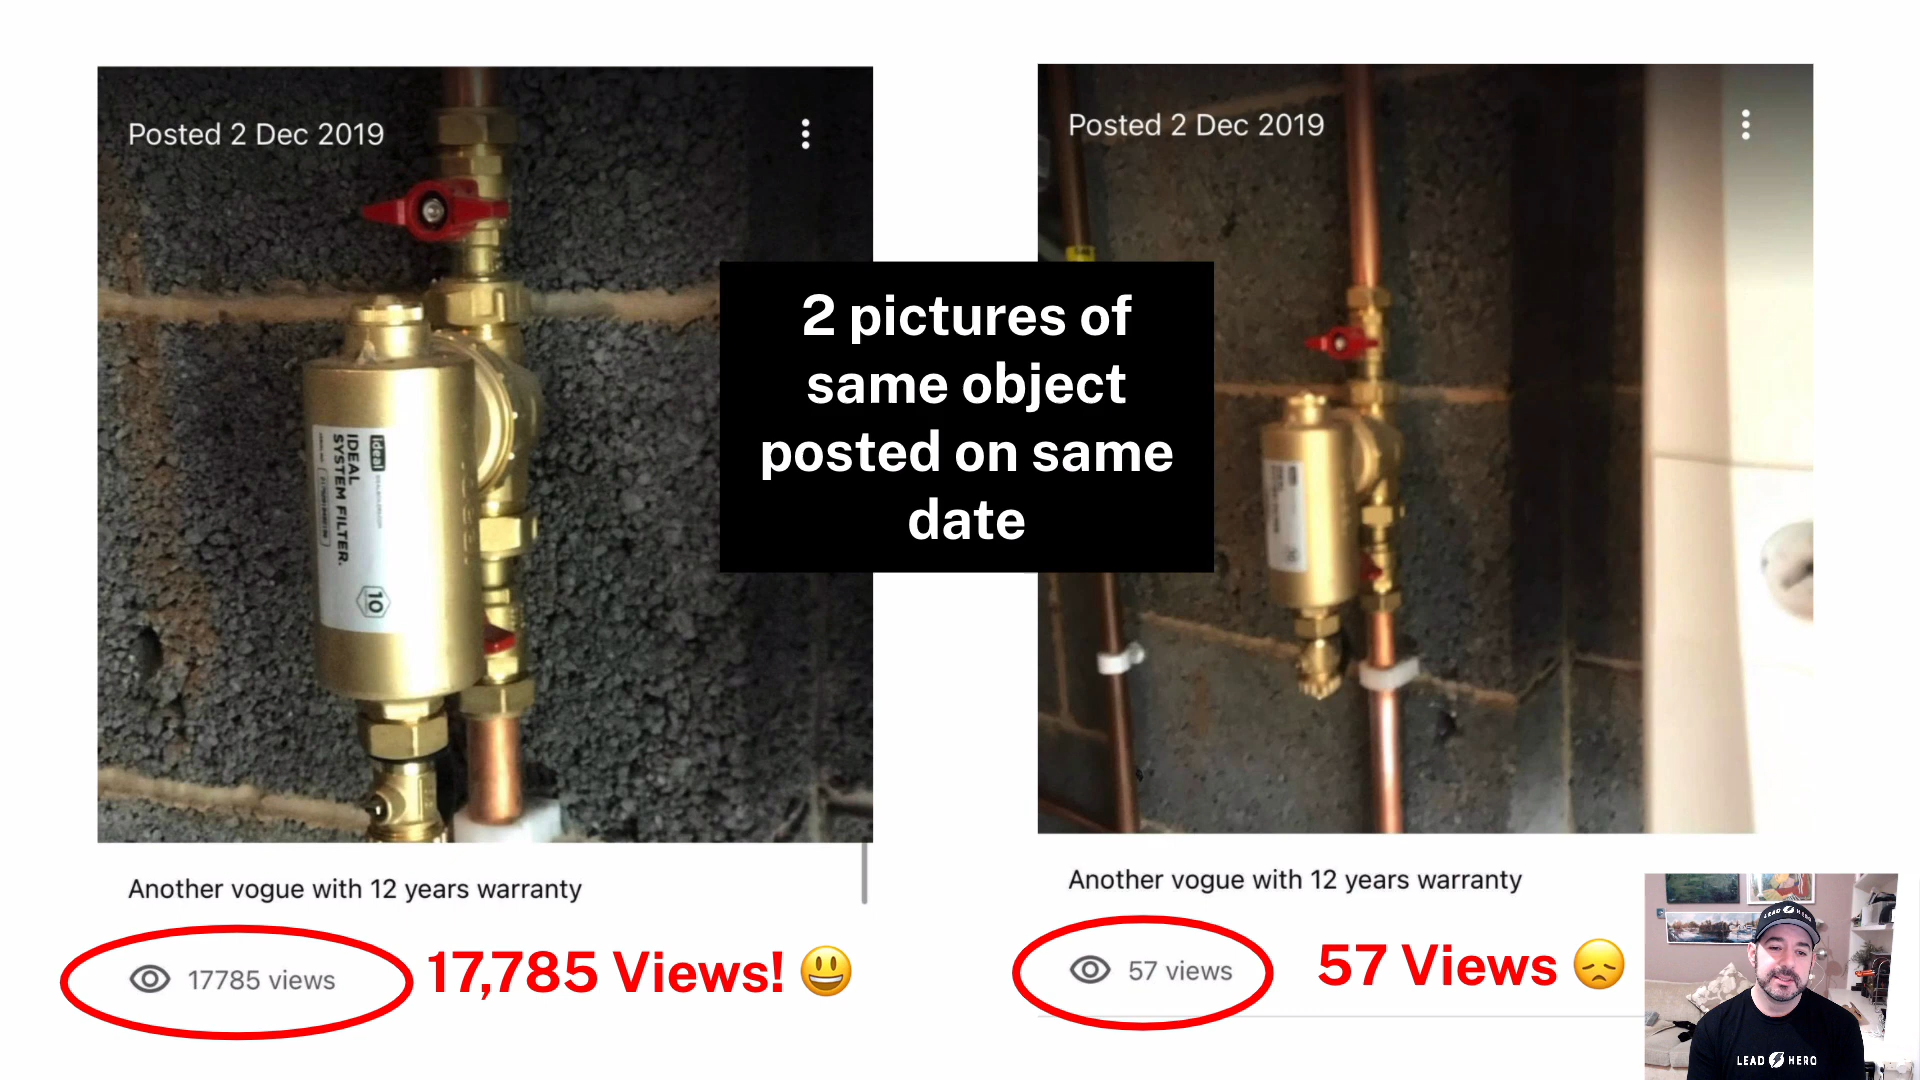 Posted 2 Dec 2019
Posted 2 Dec 2019
2 pictures of
same object
posted on same
date
ideal
IDEAL
SYSTEM FILTER.
10
Another vogue with 12 years warranty
17785 views
17,785 Views! 😃
Another vogue with 12 years warranty
57 views
57 Views 😞
LEAD HERO
LEAD HERO